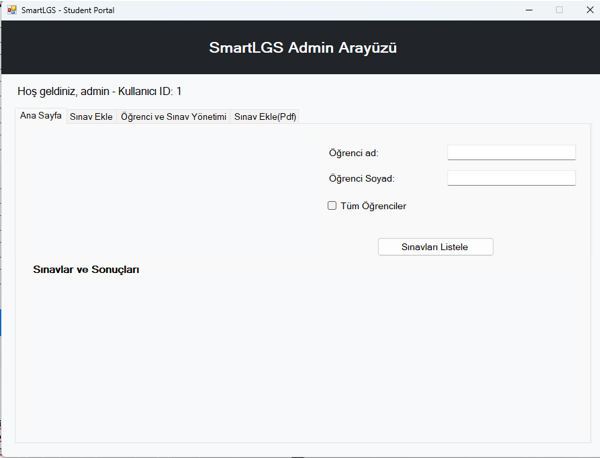 SmartLGS - Student Portal
SmartLGS Admin Arayüzü
Hoş geldiniz, admin - Kullanıcı ID: 1
Ana Sayfa Sınav Ekle Öğrenci ve Sınav Yönetimi Sınav Ekle(Pdf)
Öğrenci ad:
Öğrenci Soyad:
Tüm Öğrenciler
Sınavları Listele
Sınavlar ve Sonuçları